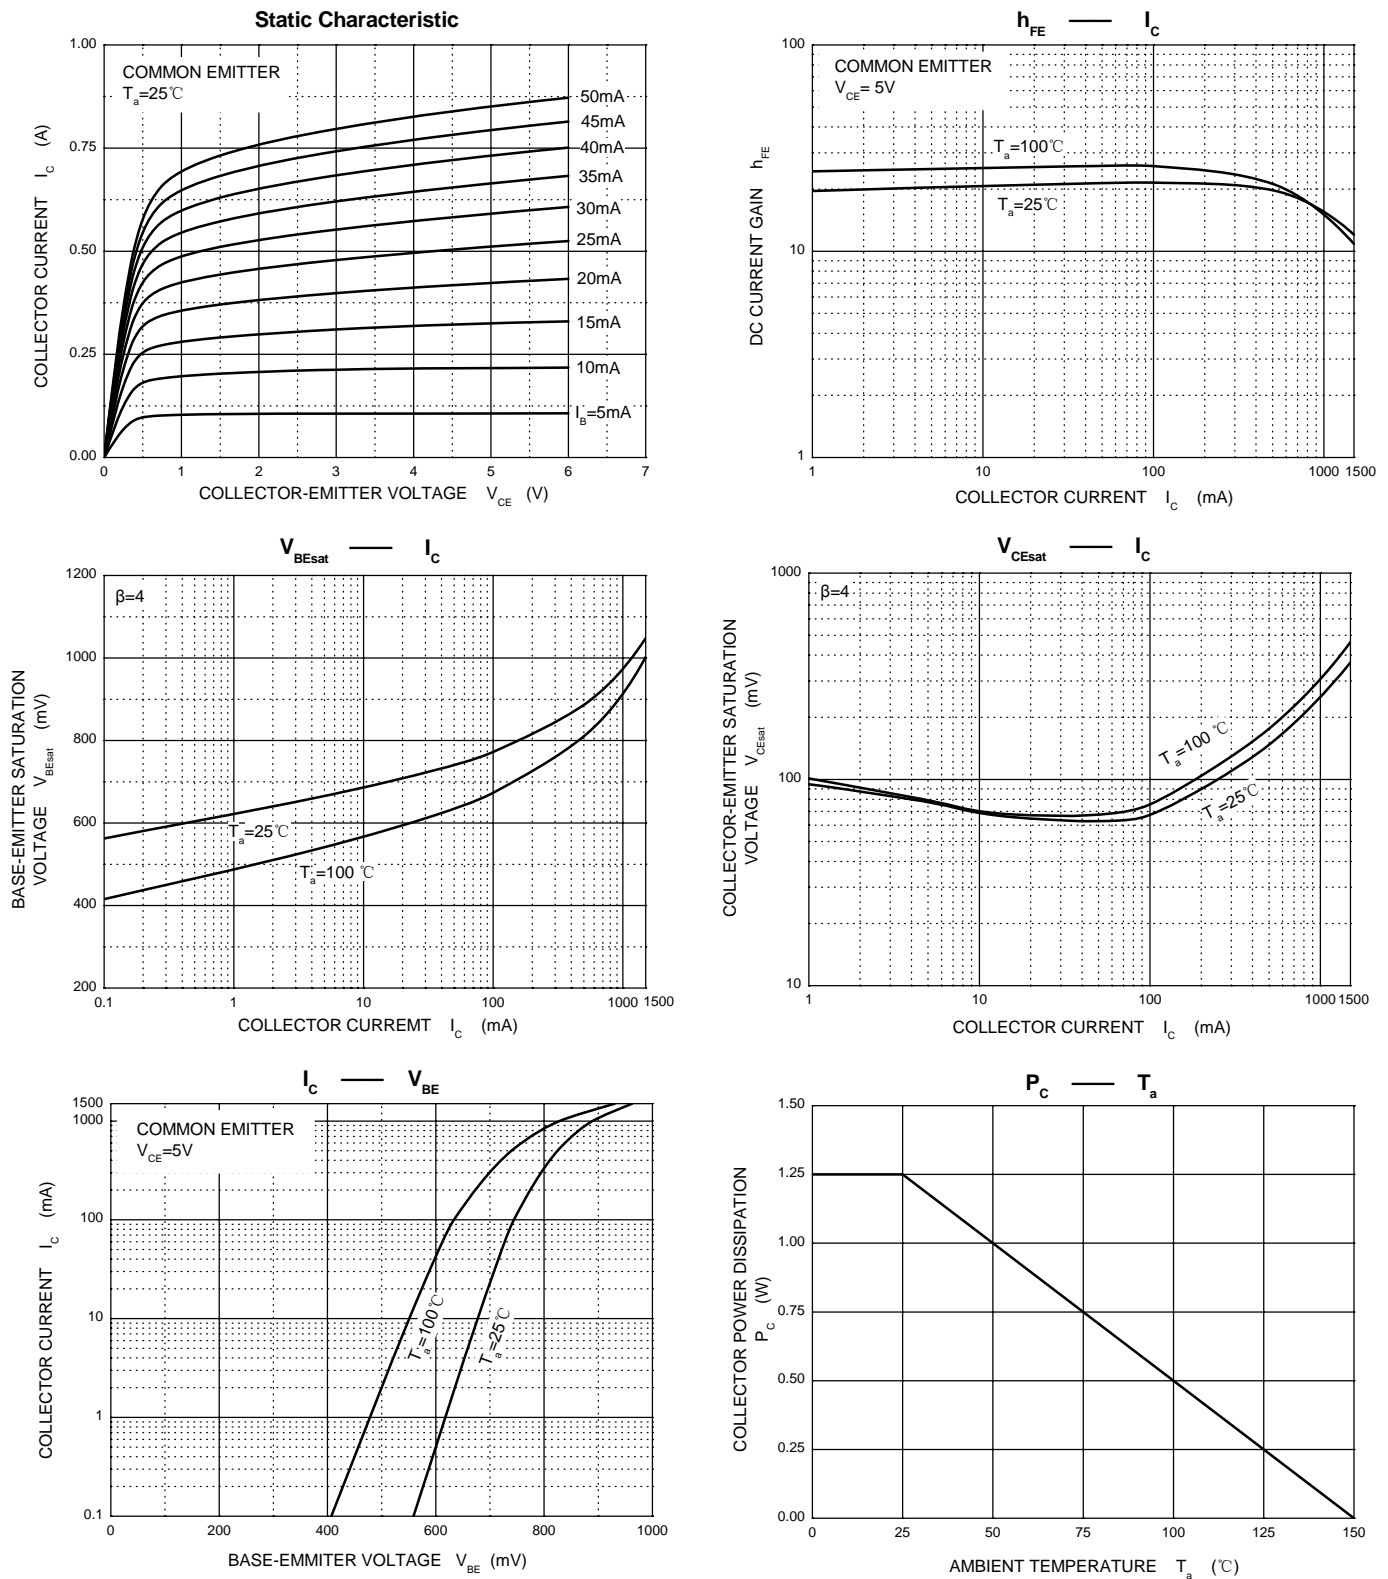 Static Characteristic
COMMON EMITTER
Ta=25℃
COLLECTOR CURRENT IC (A)
1.00
0.75
0.50
0.25
0.00
50mA
45mA
40mA
35mA
30mA
25mA
20mA
15mA
10mA
IB=5mA
0 1 2 3 4 5 6 7
COLLECTOR-EMITTER VOLTAGE VCE (V)
hFE —— IC
COMMON EMITTER
VCE= 5V
DC CURRENT GAIN hFE
100
10
1
Ta=100℃
Ta=25℃
1 10 100 1000 1500
COLLECTOR CURRENT IC (mA)
VBEsat —— IC
β=4
BASE-EMITTER SATURATION
VOLTAGE VBEsat (mV)
1200
1000
800
600
400
200
Ta=25℃
Ta=100 ℃
0.1 1 10 100 1000 1500
COLLECTOR CURREMT IC (mA)
VCEsat —— IC
β=4
COLLECTOR-EMITTER SATURATION
VOLTAGE VCEsat (mV)
1000
100
10
Ta=100 ℃
Ta=25℃
1 10 100 1000 1500
COLLECTOR CURRENT IC (mA)
IC —— VBE
COMMON EMITTER
VCE=5V
COLLECTOR CURRENT IC (mA)
1500
1000
100
10
1
0.1
Ta=100℃
Ta=25℃
0 200 400 600 800 1000
BASE-EMMITER VOLTAGE VBE (mV)
PC —— Ta
COLLECTOR POWER DISSIPATION
PC (W)
1.50
1.25
1.00
0.75
0.50
0.25
0.00
0 25 50 75 100 125 150
AMBIENT TEMPERATURE Ta (℃)